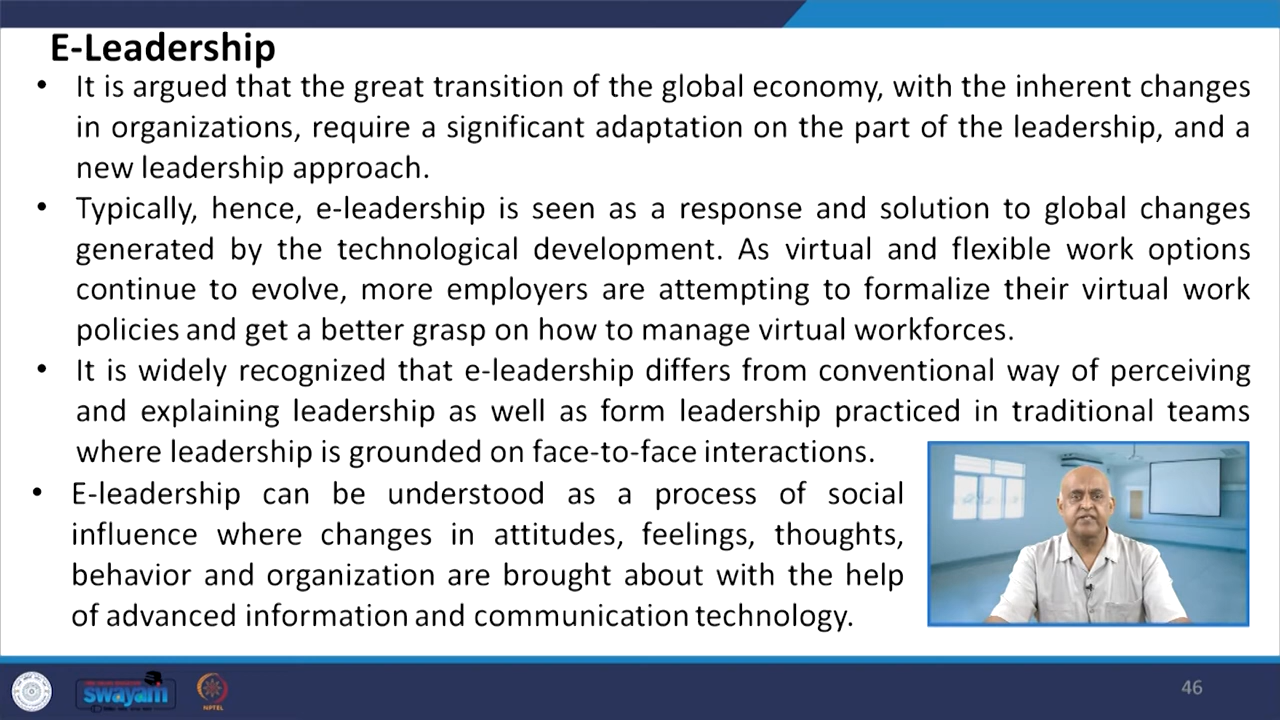 E-Leadership
• It is argued that the great transition of the global economy, with the inherent changes
in organizations, require a significant adaptation on the part of the leadership, and a
new leadership approach.
• Typically, hence, e-leadership is seen as a response and solution to global changes
generated by the technological development. As virtual and flexible work options
continue to evolve, more employers are attempting to formalize their virtual work
policies and get a better grasp on how to manage virtual workforces.
• It is widely recognized that e-leadership differs from conventional way of perceiving
and explaining leadership as well as form leadership practiced in traditional teams
where leadership is grounded on face-to-face interactions.
• E-leadership can be understood as a process of social
influence where changes in attitudes, feelings, thoughts,
behavior and organization are brought about with the help
of advanced information and communication technology.
swayam
NPTEL
46